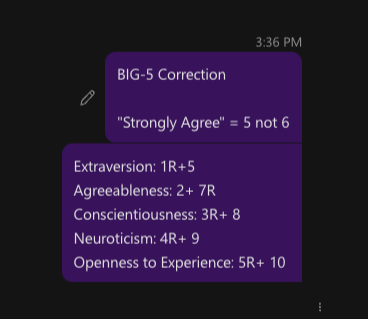 3:36 PM
BIG-5 Correction
"Strongly Agree" = 5 not 6
Extraversion: 1R+5
Agreeableness: 2+ 7R
Conscientiousness: 3R+ 8
Neuroticism: 4R+ 9
Openness to Experience: 5R+ 10